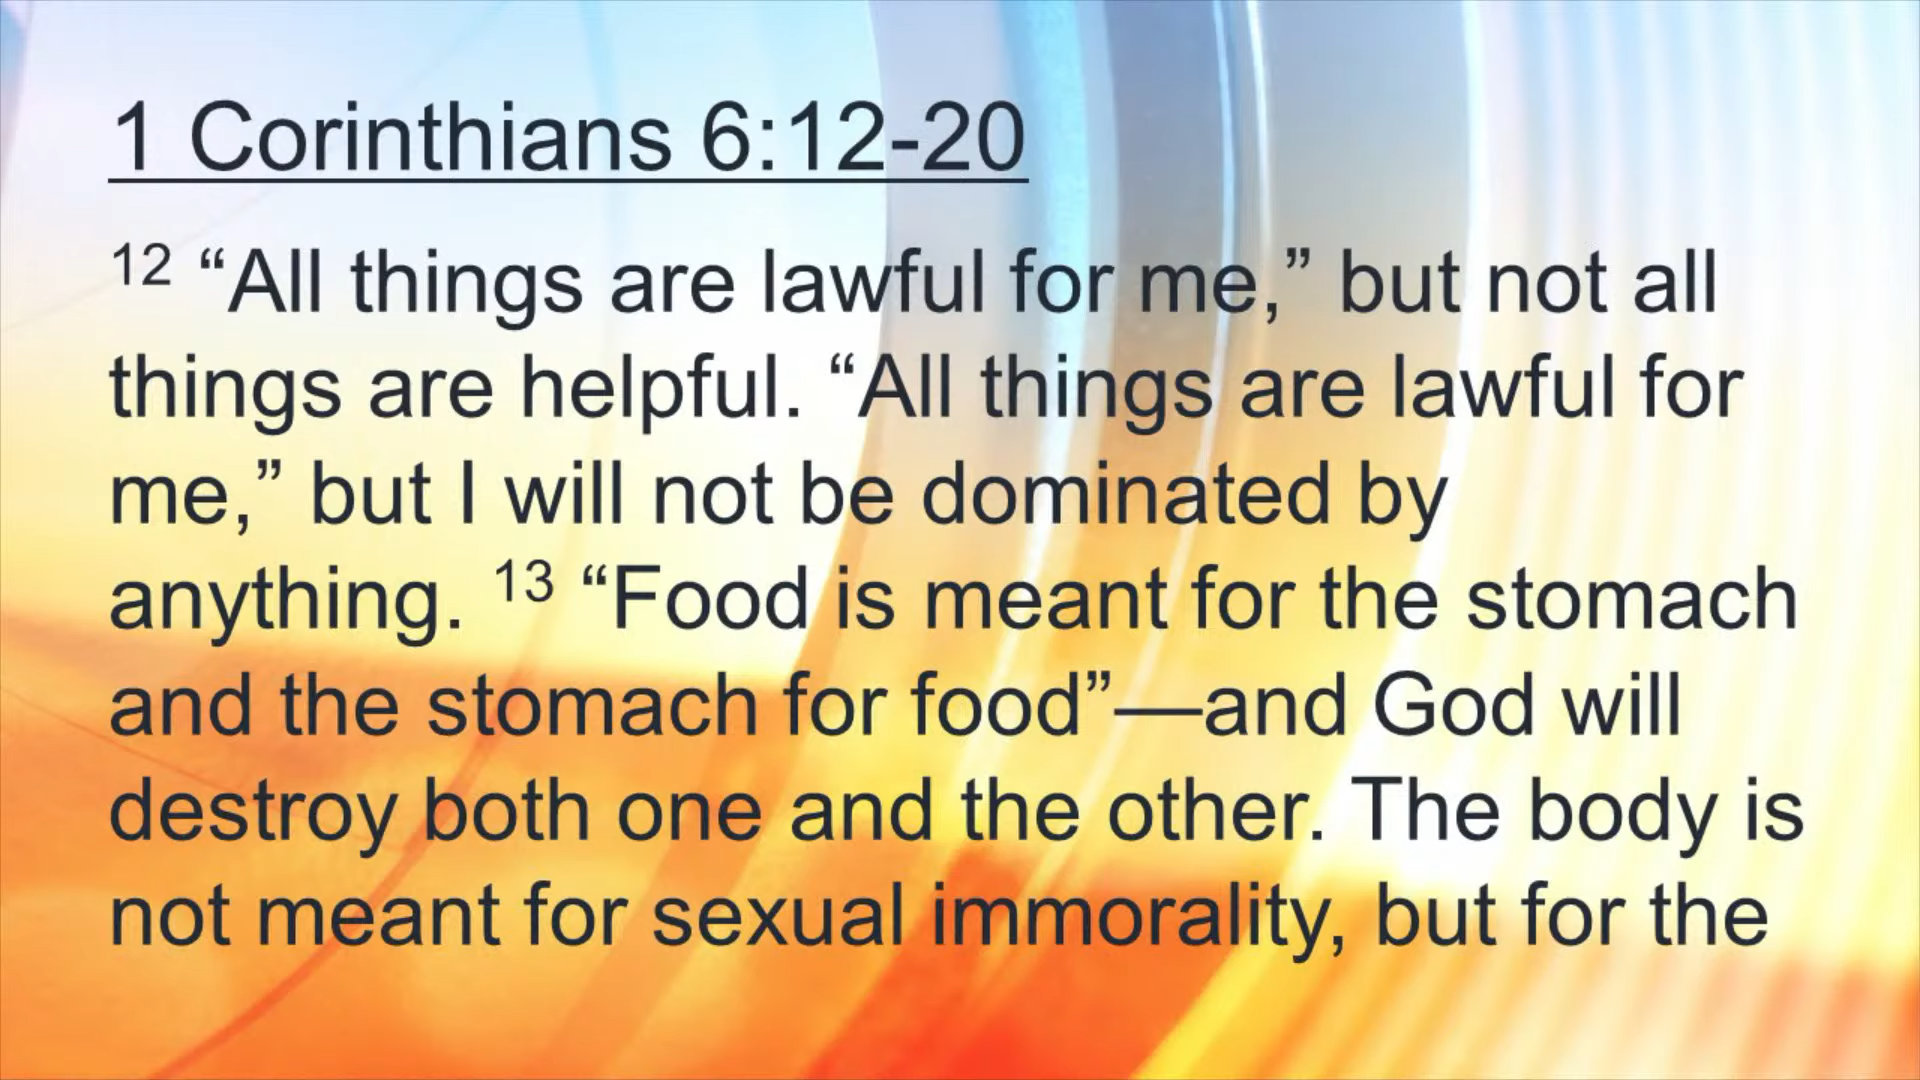 1 Corinthians 6:12-20
12 “All things are lawful for me,” but not all
things are helpful. “All things are lawful for
me,” but I will not be dominated by
anything. 13 “Food is meant for the stomach
and the stomach for food”—and God will
destroy both one and the other. The body is
not meant for sexual immorality, but for the